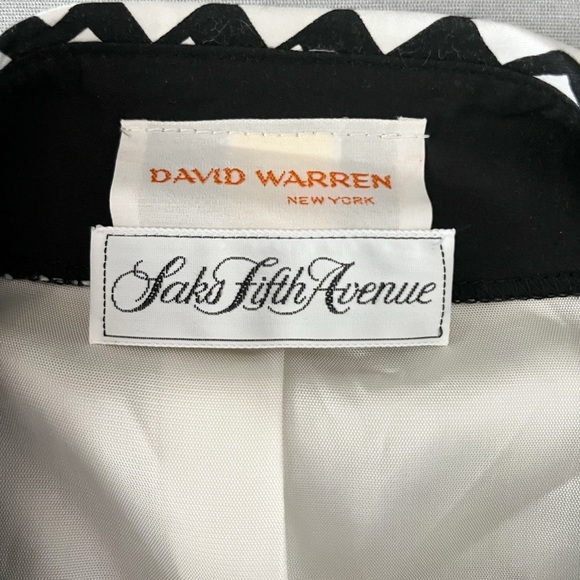 DAVID WARREN
NEW YORK
Saks Fifth Avenue